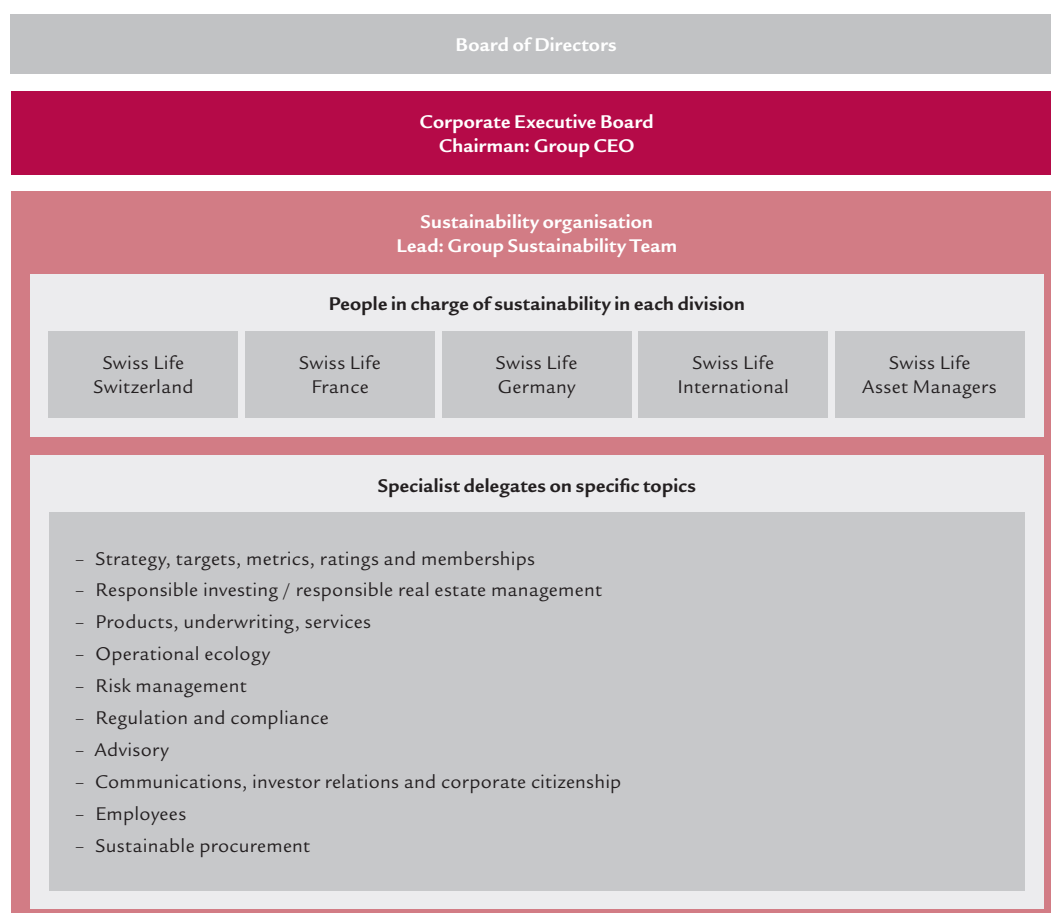 Board of Directors
Corporate Executive Board
Chairman: Group CEO
Sustainability organisation
Lead: Group Sustainability Team
People in charge of sustainability in each division
Swiss Life
Switzerland
Swiss Life
France
Swiss Life
Germany
Swiss Life
International
Swiss Life
Asset Managers
Specialist delegates on specific topics
– Strategy, targets, metrics, ratings and memberships
– Responsible investing / responsible real estate management
– Products, underwriting, services
– Operational ecology
– Risk management
– Regulation and compliance
– Advisory
– Communications, investor relations and corporate citizenship
– Employees
– Sustainable procurement